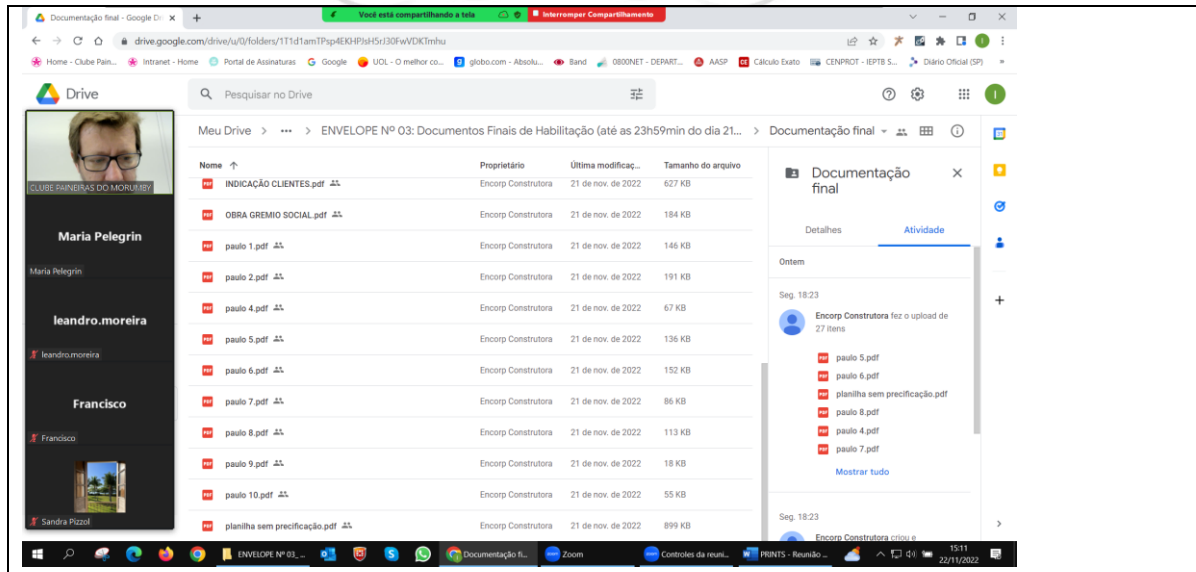 Documentação final - Google Dri
Você está compartilhando a tela
Interromper Compartilhamento
drive.google.com/drive/u/0/folders/1T1d1amTPsp4EKHPJsH5rJ30FwVDKTmhu
Home - Clube Pain...
Intranet - Home
Portal de Assinaturas
Google
UOL - O melhor co...
globo.com - Absolu...
Band
0800NET - DEPART...
AASP
Cálculo Exato
CENPROT - IEPTB S...
Diário Oficial (SP)
Drive
Pesquisar no Drive
Meu Drive > ... > ENVELOPE Nº 03: Documentos Finais de Habilitação (até as 23h59min do dia 21... > Documentação final
Nome Proprietário Última modificaç... Tamanho do arquivo
INDICAÇÃO CLIENTES.pdf Encorp Construtora 21 de nov. de 2022 627 KB
OBRA GREMIO SOCIAL.pdf Encorp Construtora 21 de nov. de 2022 184 KB
paulo 1.pdf Encorp Construtora 21 de nov. de 2022 146 KB
paulo 2.pdf Encorp Construtora 21 de nov. de 2022 191 KB
paulo 4.pdf Encorp Construtora 21 de nov. de 2022 67 KB
paulo 5.pdf Encorp Construtora 21 de nov. de 2022 136 KB
paulo 6.pdf Encorp Construtora 21 de nov. de 2022 152 KB
paulo 7.pdf Encorp Construtora 21 de nov. de 2022 86 KB
paulo 8.pdf Encorp Construtora 21 de nov. de 2022 113 KB
paulo 9.pdf Encorp Construtora 21 de nov. de 2022 18 KB
paulo 10.pdf Encorp Construtora 21 de nov. de 2022 55 KB
planilha sem precificação.pdf Encorp Construtora 21 de nov. de 2022 899 KB
Documentação
final
Detalhes
Atividade
Ontem
Seg. 18:23
Encorp Construtora fez o upload de
27 itens
paulo 5.pdf
paulo 6.pdf
planilha sem precificação.pdf
paulo 8.pdf
paulo 4.pdf
paulo 7.pdf
Mostrar tudo
Seg. 18:23
Encorp Construtora criou e
CLUBE PAINEIRAS DO MORUMBY
Maria Pelegrin
Maria Pelegrin
leandro.moreira
leandro.moreira
Francisco
Francisco
Sandra Pizzol
ENVELOPE Nº 03_...
Documentação fi...
Zoom
Controles da reuni...
PRINTS - Reunião ...
15:11
22/11/2022